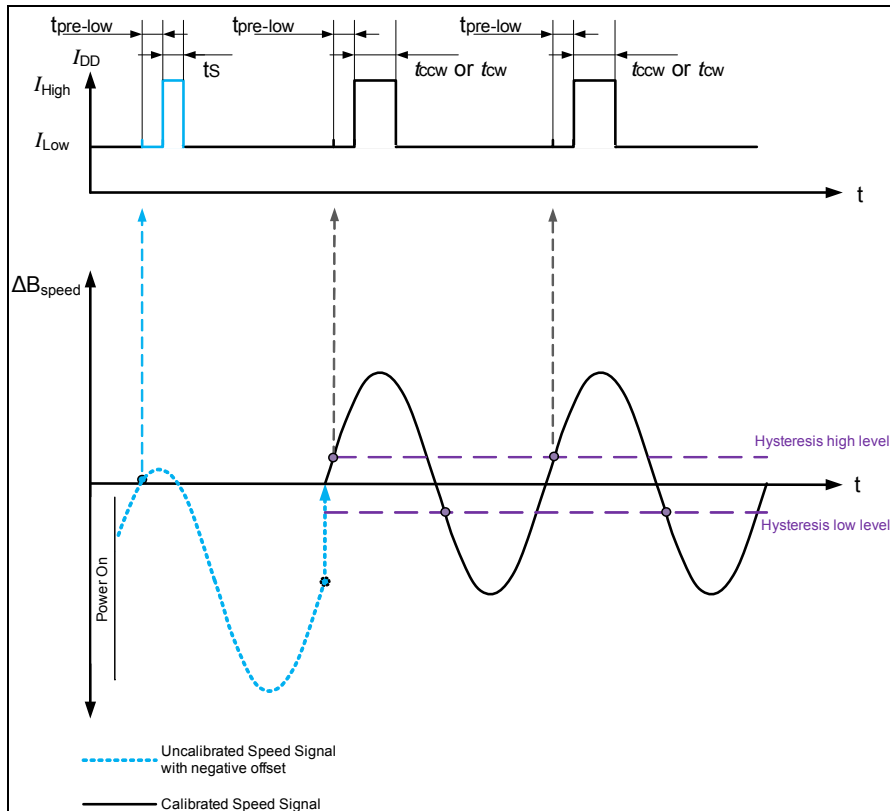 tpre-low tpre-low tpre-low
IDD
tS tccw or tcw tccw or tcw
IHigh
ILow
t
ΔBspeed
Hysteresis high level
t
Hysteresis low level
Power On
Uncalibrated Speed Signal
with negative offset
Calibrated Speed Signal